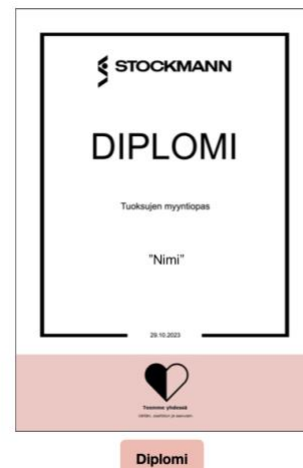 STOCKMANN
DIPLOMI
Tuoksujen myyntiopas
"Nimi"
29.10.2023
Teemme yhdessä
Diplomi